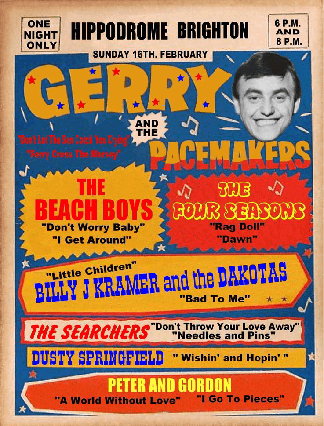 ONE
NIGHT
ONLY
HIPPODROME BRIGHTON
6 P.M.
AND
8 P.M.
SUNDAY 16TH. FEBRUARY
GERRY
AND
THE
PACEMAKERS
"Don't Let The Sun Catch You Crying"
"Ferry Cross The Mersey"
THE
BEACH BOYS
"Don't Worry Baby"
"I Get Around"
THE
FOUR SEASONS
"Rag Doll"
"Dawn"
"Little Children"
BILLY J KRAMER and the DAKOTAS
"Bad To Me"
THE SEARCHERS "Don't Throw Your Love Away"
"Needles and Pins"
DUSTY SPRINGFIELD " Wishin' and Hopin' "
PETER AND GORDON
"A World Without Love" "I Go To Pieces"